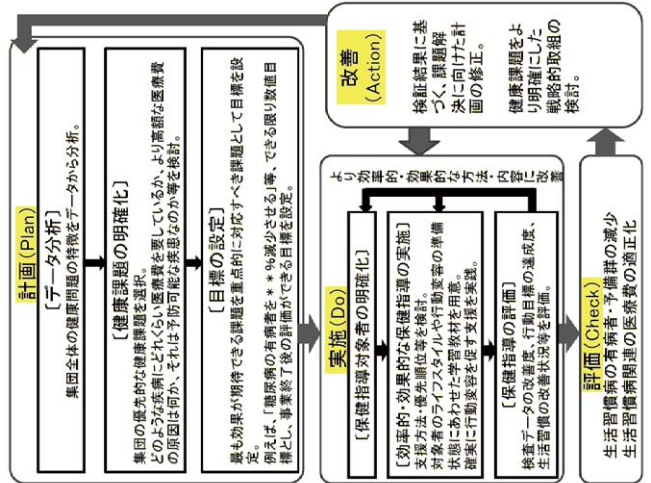 計画(Plan)
[データ分析]
集団全体の健康問題の特徴をデータから分析。
[健康課題の明確化]
集団の優先的な健康課題を選択。
どのような疾病にどれくらい医療費を要しているか、より高額な医療費
の原因は何か、それは予防可能な疾患なのか等を検討。
[目標の設定]
最も効果が期待できる課題を重点的に対応すべき課題として目標を設
定。
例えば、「糖尿病の有病者を**%減少させる」等、できる限り数値目
標とし、事業終了後の評価ができる目標を設定。
実施(Do)
[保健指導対象者の明確化]
[効率的・効果的な保健指導の実施]
支援方法・優先順位等を検討。
対象者のライフスタイルや行動変容の準備
状態にあわせた学習教材を用意。
確実に行動変容を促す支援を実践。
[保健指導の評価]
検査データの改善度、行動目標の達成度、
生活習慣の改善状況等を評価。
より効率的・効果的な方法・内容に改善
評価(Check)
生活習慣病の有病者・予備群の減少
生活習慣病関連の医療費の適正化
改善
(Action)
検証結果に基
づく、課題解
決に向けた計
画の修正。
健康課題をよ
り明確にした
戦略的取組の
検討。